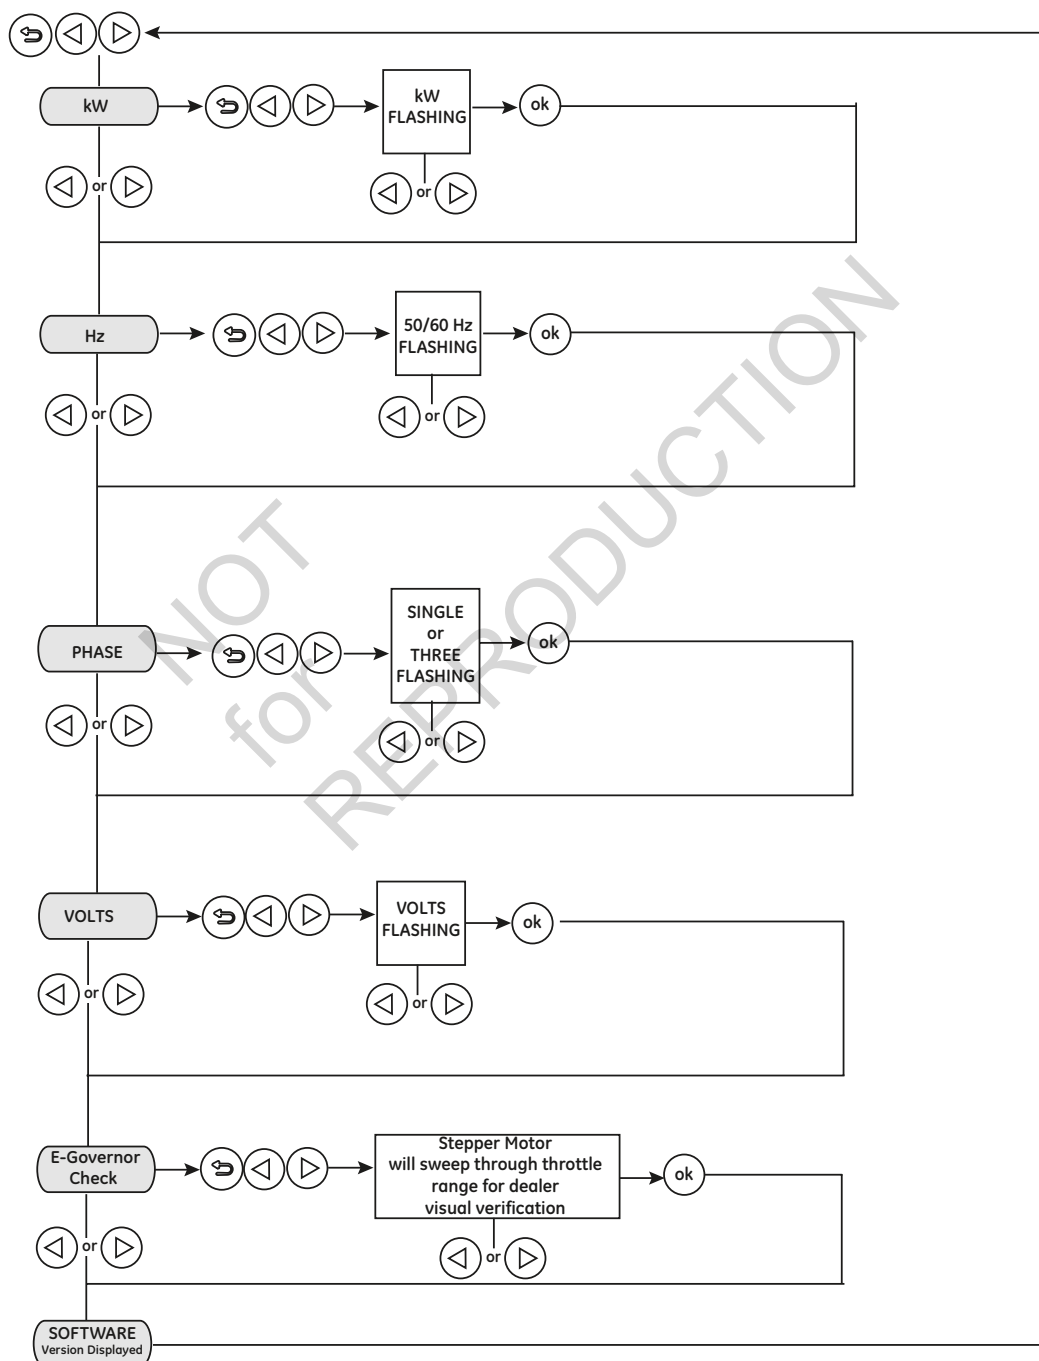 kW
kW
FLASHING
ok
or
or
Hz
50/60 Hz
FLASHING
ok
or
or
PHASE
SINGLE
or
THREE
FLASHING
ok
or
or
VOLTS
VOLTS
FLASHING
ok
or
or
E-Governor
Check
Stepper Motor
will sweep through throttle
range for dealer
visual verification
ok
or
or
SOFTWARE
Version Displayed
NOT
for
REPRODUCTION